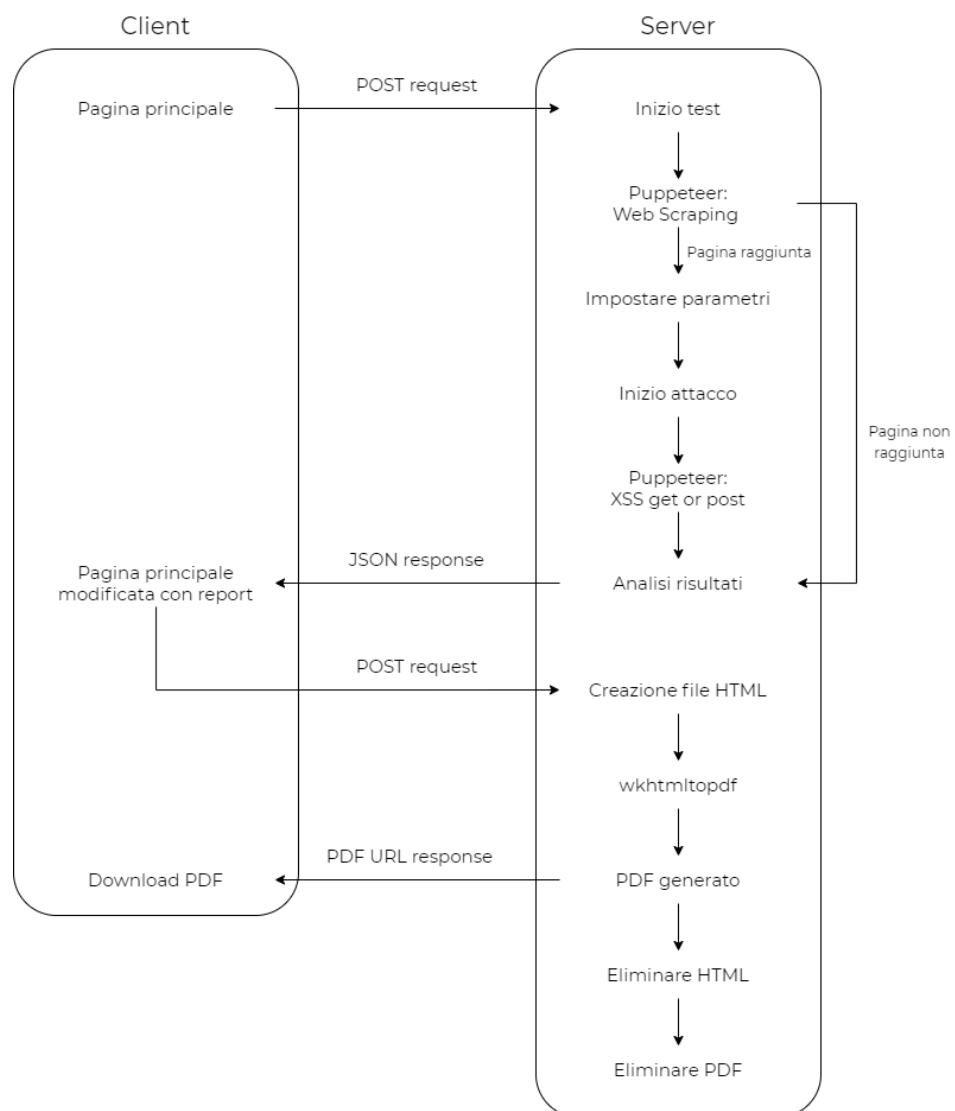 Client
Server
POST request
Pagina principale
Inizio test
Puppeteer:
Web Scraping
Pagina raggiunta
Impostare parametri
Inizio attacco
Pagina non
raggiunta
Puppeteer:
XSS get or post
JSON response
Pagina principale
modificata con report
Analisi risultati
POST request
Creazione file HTML
wkhtmltopdf
PDF URL response
Download PDF
PDF generato
Eliminare HTML
Eliminare PDF